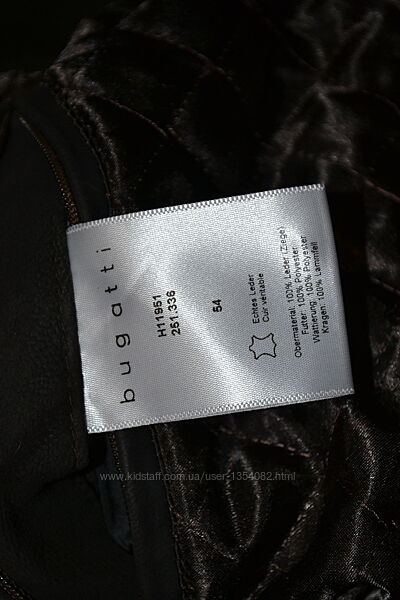 bugatti
H11951
251.336
54
Echtes Leder
Cuir véritable
Obermaterial: 100% Leder (Ziege)
Futter: 100% Polyester
Wattierung: 100% Polyester
Kragen: 100% Lammfell
www.kidstaff.com.ua/user-1354082.html